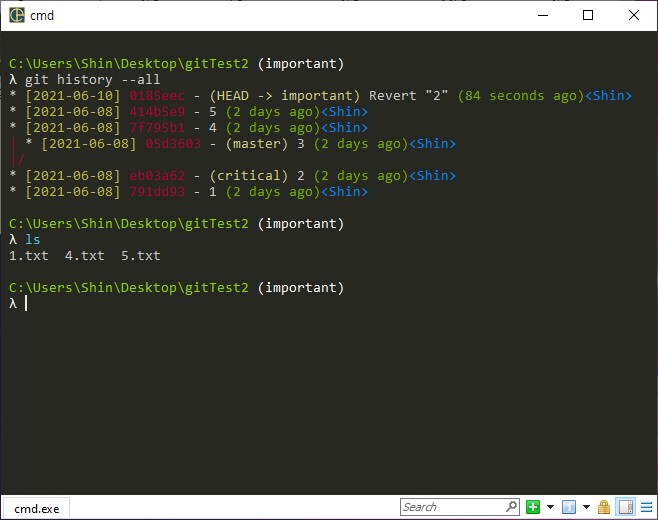 cmd
C:\Users\Shin\Desktop\gitTest2 (important)
λ git history --all
* [2021-06-10] 0185eec - (HEAD -> important) Revert "2" (84 seconds ago)<Shin>
* [2021-06-08] 414b5e9 - 5 (2 days ago)<Shin>
* [2021-06-08] 7f795b1 - 4 (2 days ago)<Shin>
| * [2021-06-08] 05d3603 - (master) 3 (2 days ago)<Shin>
|/
* [2021-06-08] eb03a62 - (critical) 2 (2 days ago)<Shin>
* [2021-06-08] 791dd93 - 1 (2 days ago)<Shin>
C:\Users\Shin\Desktop\gitTest2 (important)
λ ls
1.txt  4.txt  5.txt
C:\Users\Shin\Desktop\gitTest2 (important)
λ
cmd.exe
Search